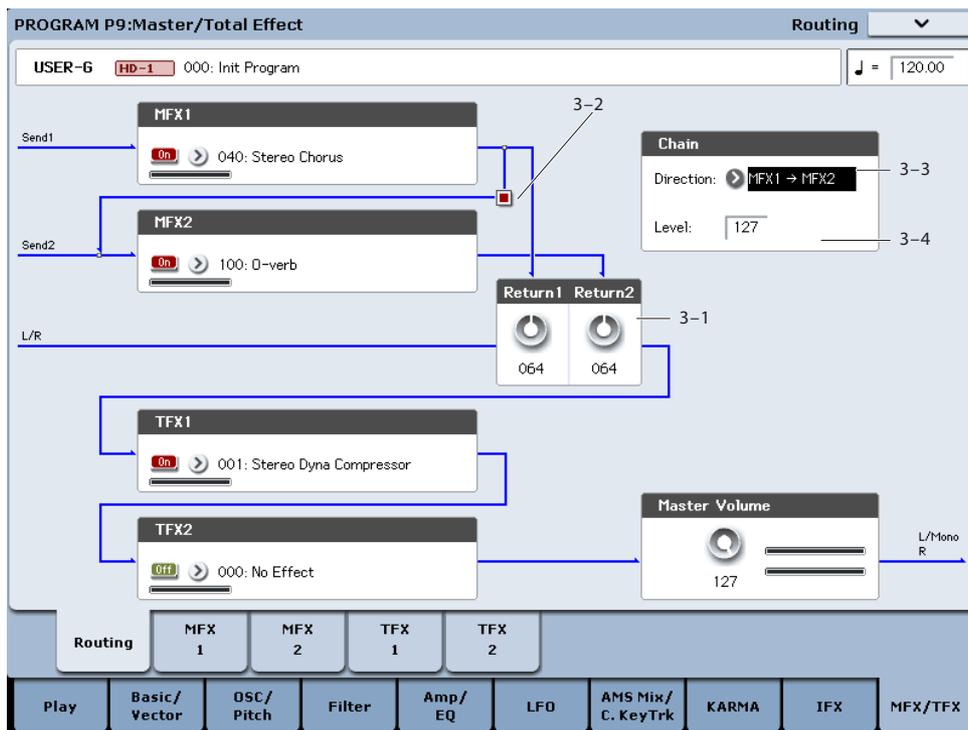 PROGRAM P9:Master/Total Effect Routing
USER-G HD-1 000: Init Program ♩ = 120.00
3-2
MFX1
Send1
On 040: Stereo Chorus
Chain
Direction: MFX1 → MFX2
3-3
Level: 127
3-4
MFX2
Send2
On 100: O-verb
Return1 Return2
3-1
064 064
L/R
TFX1
On 001: Stereo Dyna Compressor
TFX2
Off 000: No Effect
Master Volume
127
L/Mono
R
Routing
MFX
1
MFX
2
TFX
1
TFX
2
Play
Basic/
Vector
OSC/
Pitch
Filter
Amp/
EQ
LFO
AMS Mix/
C. KeyTrk
KARMA
IFX
MFX/TFX